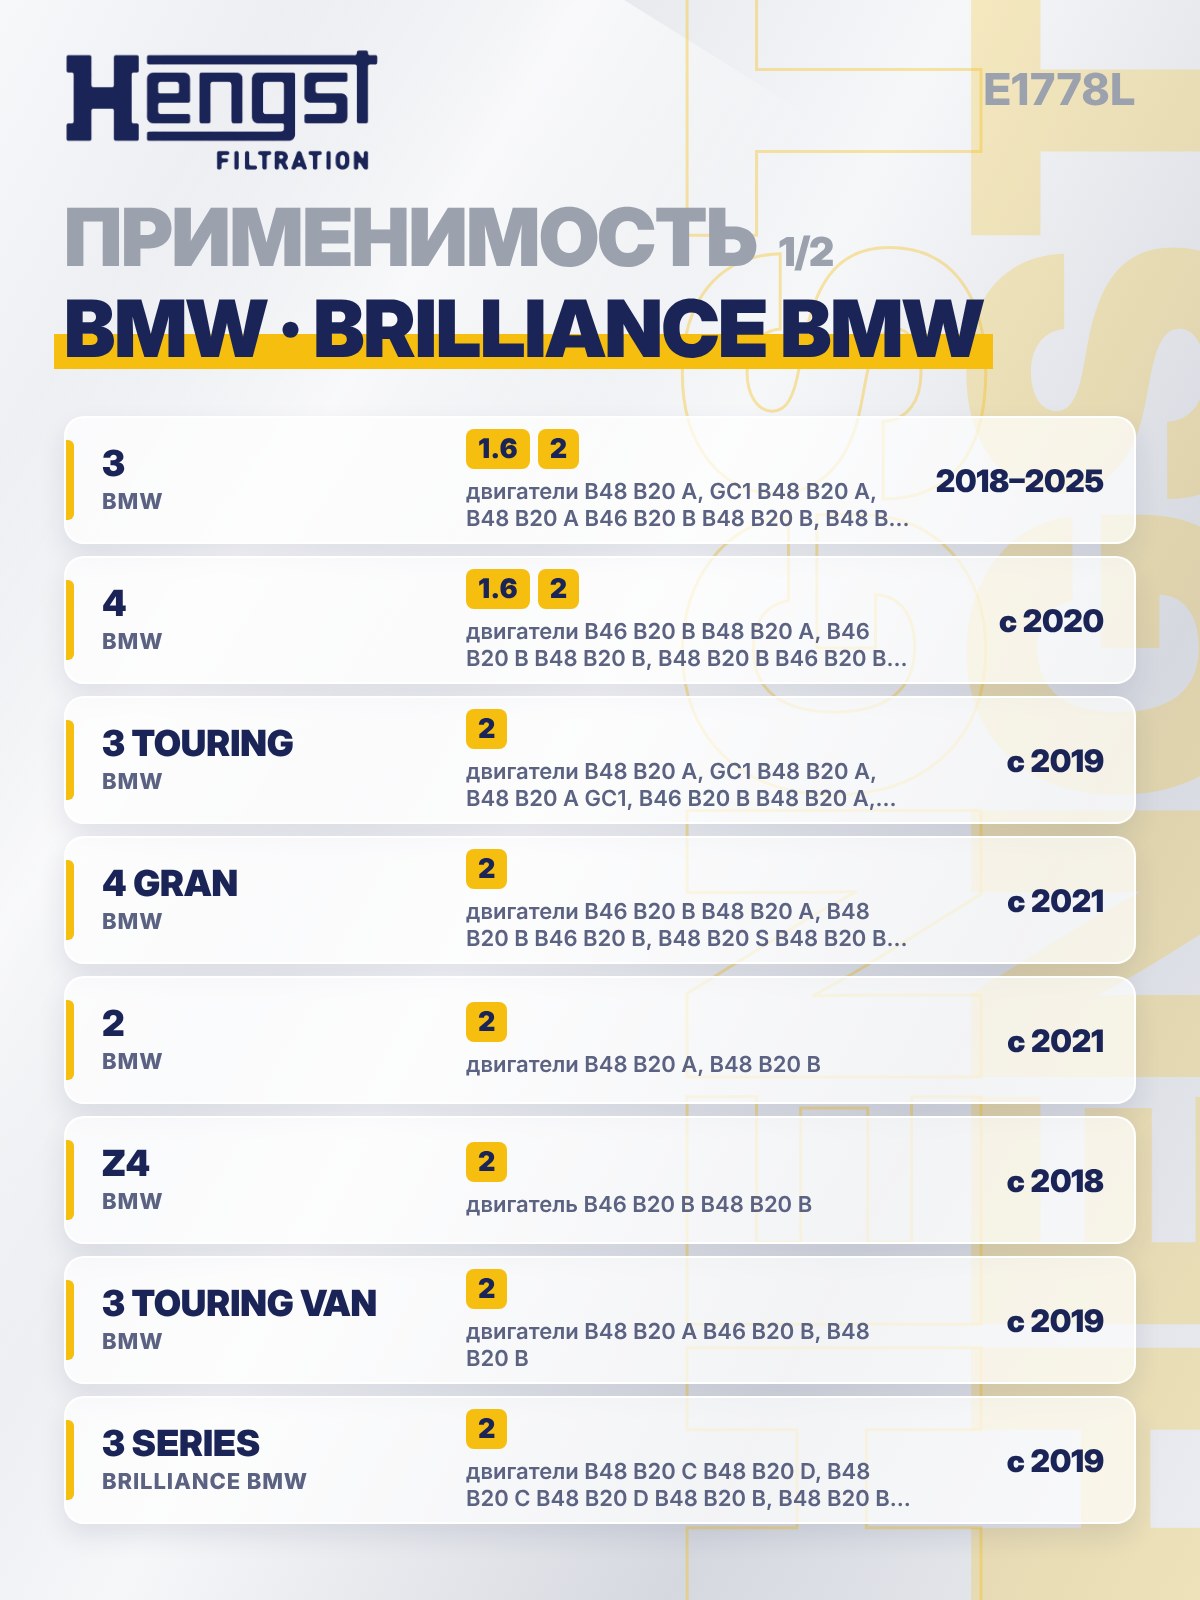 Hengst
FILTRATION
E1778L
ПРИМЕНИМОСТЬ 1/2
BMW · BRILLIANCE BMW
3
BMW
1.6 2
двигатели B48 B20 A, GC1 B48 B20 A,
B48 B20 A B46 B20 B B48 B20 B, B48 B...
2018–2025
4
BMW
1.6 2
двигатели B46 B20 B B48 B20 A, B46
B20 B B48 B20 B, B48 B20 B B46 B20 B...
с 2020
3 TOURING
BMW
2
двигатели B48 B20 A, GC1 B48 B20 A,
B48 B20 A GC1, B46 B20 B B48 B20 A,...
с 2019
4 GRAN
BMW
2
двигатели B46 B20 B B48 B20 A, B48
B20 B B46 B20 B, B48 B20 S B48 B20 B...
с 2021
2
BMW
2
двигатели B48 B20 A, B48 B20 B
с 2021
Z4
BMW
2
двигатель B46 B20 B B48 B20 B
с 2018
3 TOURING VAN
BMW
2
двигатели B48 B20 A B46 B20 B, B48
B20 B
с 2019
3 SERIES
BRILLIANCE BMW
2
двигатели B48 B20 C B48 B20 D, B48
B20 C B48 B20 D B48 B20 B, B48 B20 B...
с 2019
HENGST